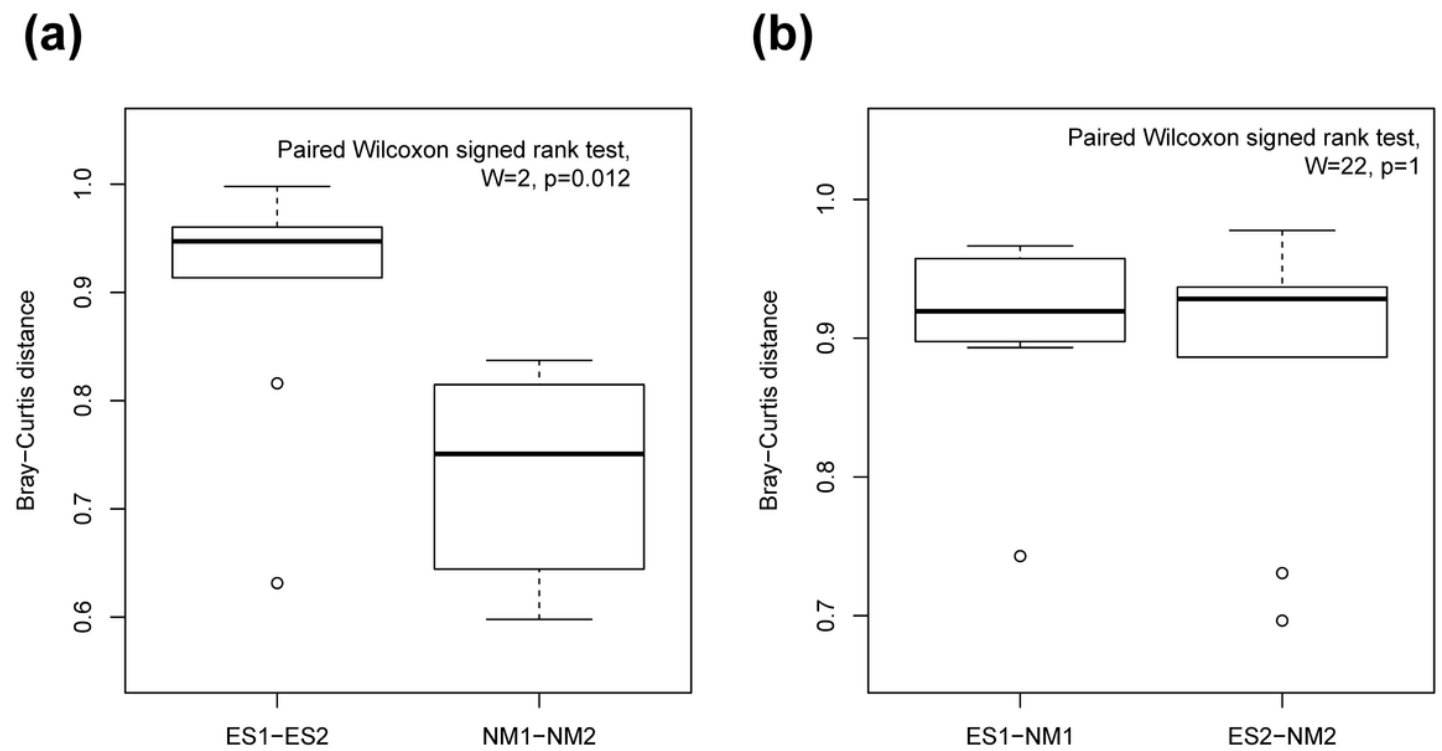 (a)
Paired Wilcoxon signed rank test,
W=2, p=0.012
Bray−Curtis distance
1.0
0.9
0.8
0.7
0.6
ES1−ES2
NM1−NM2
(b)
Paired Wilcoxon signed rank test,
W=22, p=1
Bray−Curtis distance
1.0
0.9
0.8
0.7
ES1−NM1
ES2−NM2